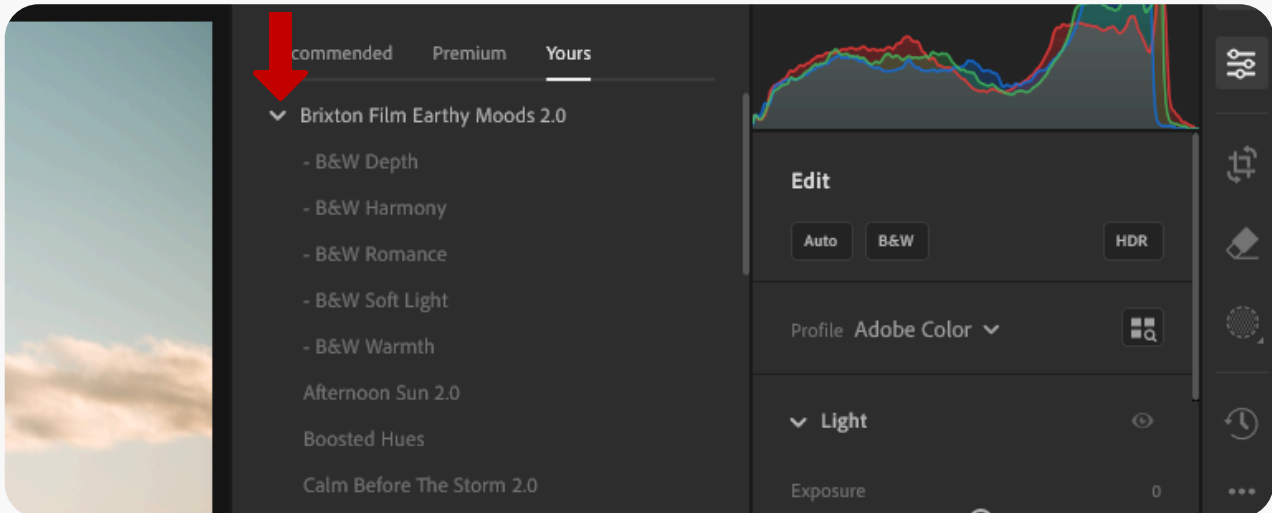 commended Premium Yours
Brixton Film Earthy Moods 2.0
- B&W Depth
- B&W Harmony
- B&W Romance
- B&W Soft Light
- B&W Warmth
Afternoon Sun 2.0
Boosted Hues
Calm Before The Storm 2.0
Edit
Auto B&W HDR
Profile Adobe Color
Light
Exposure 0